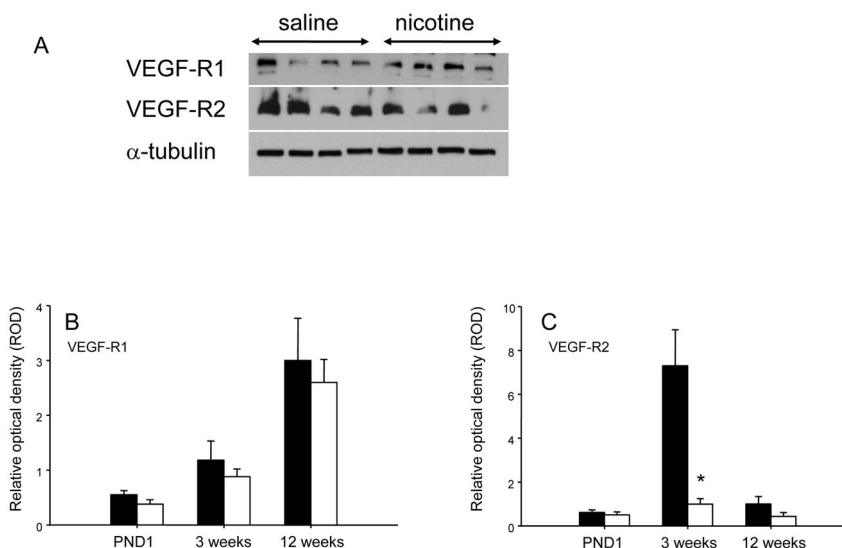 saline nicotine
A
VEGF-R1
VEGF-R2
α-tubulin
B
VEGF-R1
Relative optical density (ROD)
4
3
2
1
0
PND1 3 weeks 12 weeks
C
VEGF-R2
Relative optical density (ROD)
10
8
6
4
2
0
*
PND1 3 weeks 12 weeks